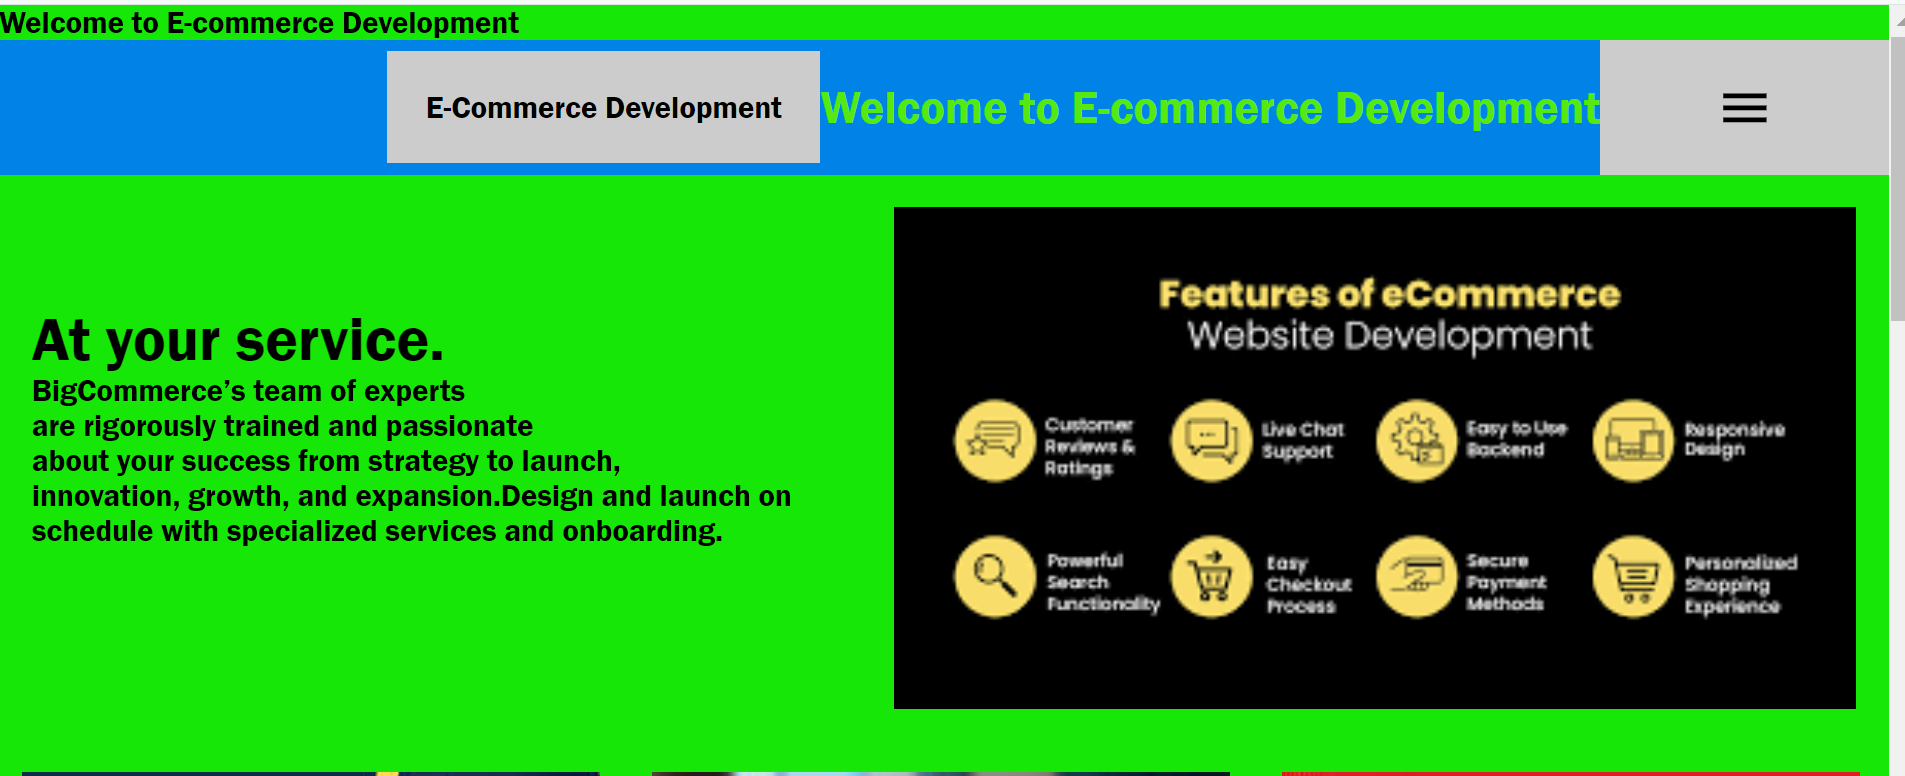 Welcome to E-commerce Development
E-Commerce Development
Welcome to E-commerce Development
At your service.
BigCommerce’s team of experts
are rigorously trained and passionate
about your success from strategy to launch,
innovation, growth, and expansion.Design and launch on
schedule with specialized services and onboarding.
Features of eCommerce
Website Development
Customer
Reviews &
Ratings
Live Chat
Support
Easy to Use
Backend
Responsive
Design
Powerful
Search
Functionality
Easy
Checkout
Process
Secure
Payment
Methods
Personalized
Shopping
Experience